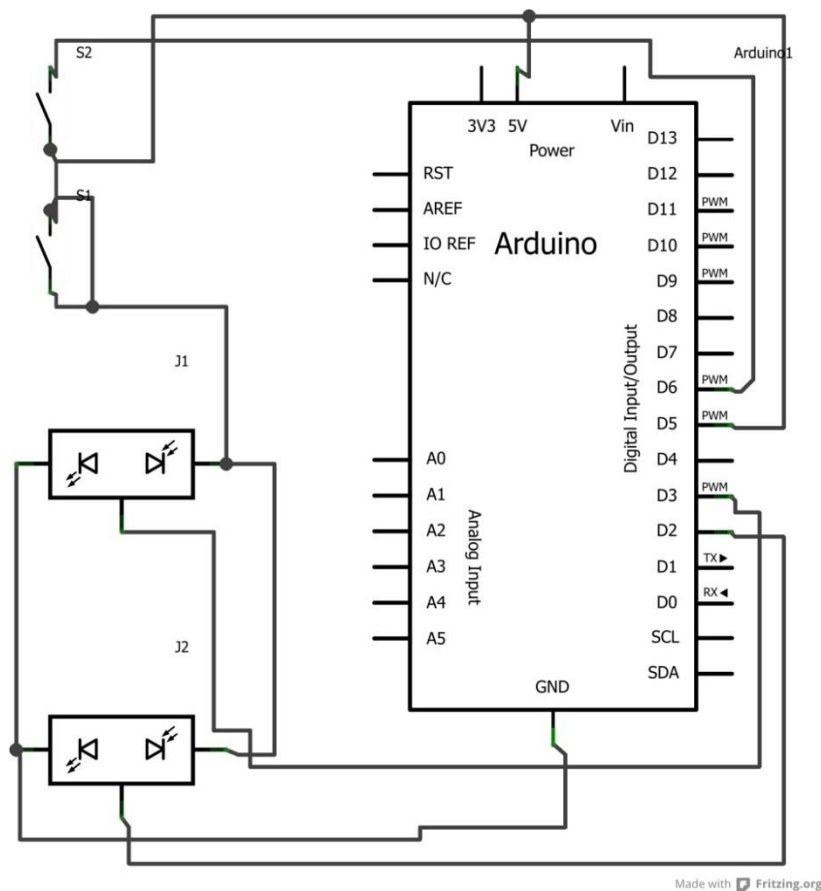 S2
Arduino1
3V3 5V Vin
Power
D13
RST D12
AREF D11 PWM
IO REF Arduino D10 PWM
N/C D9 PWM
D8
S1
Digital Input/Output
D7
J1
D6 PWM
D5 PWM
A0 D4
A1 D3 PWM
Analog Input
A2 D2
A3 D1 TX▶
A4 D0 RX◀
A5 SCL
J2
SDA
GND
Made with Fritzing.org